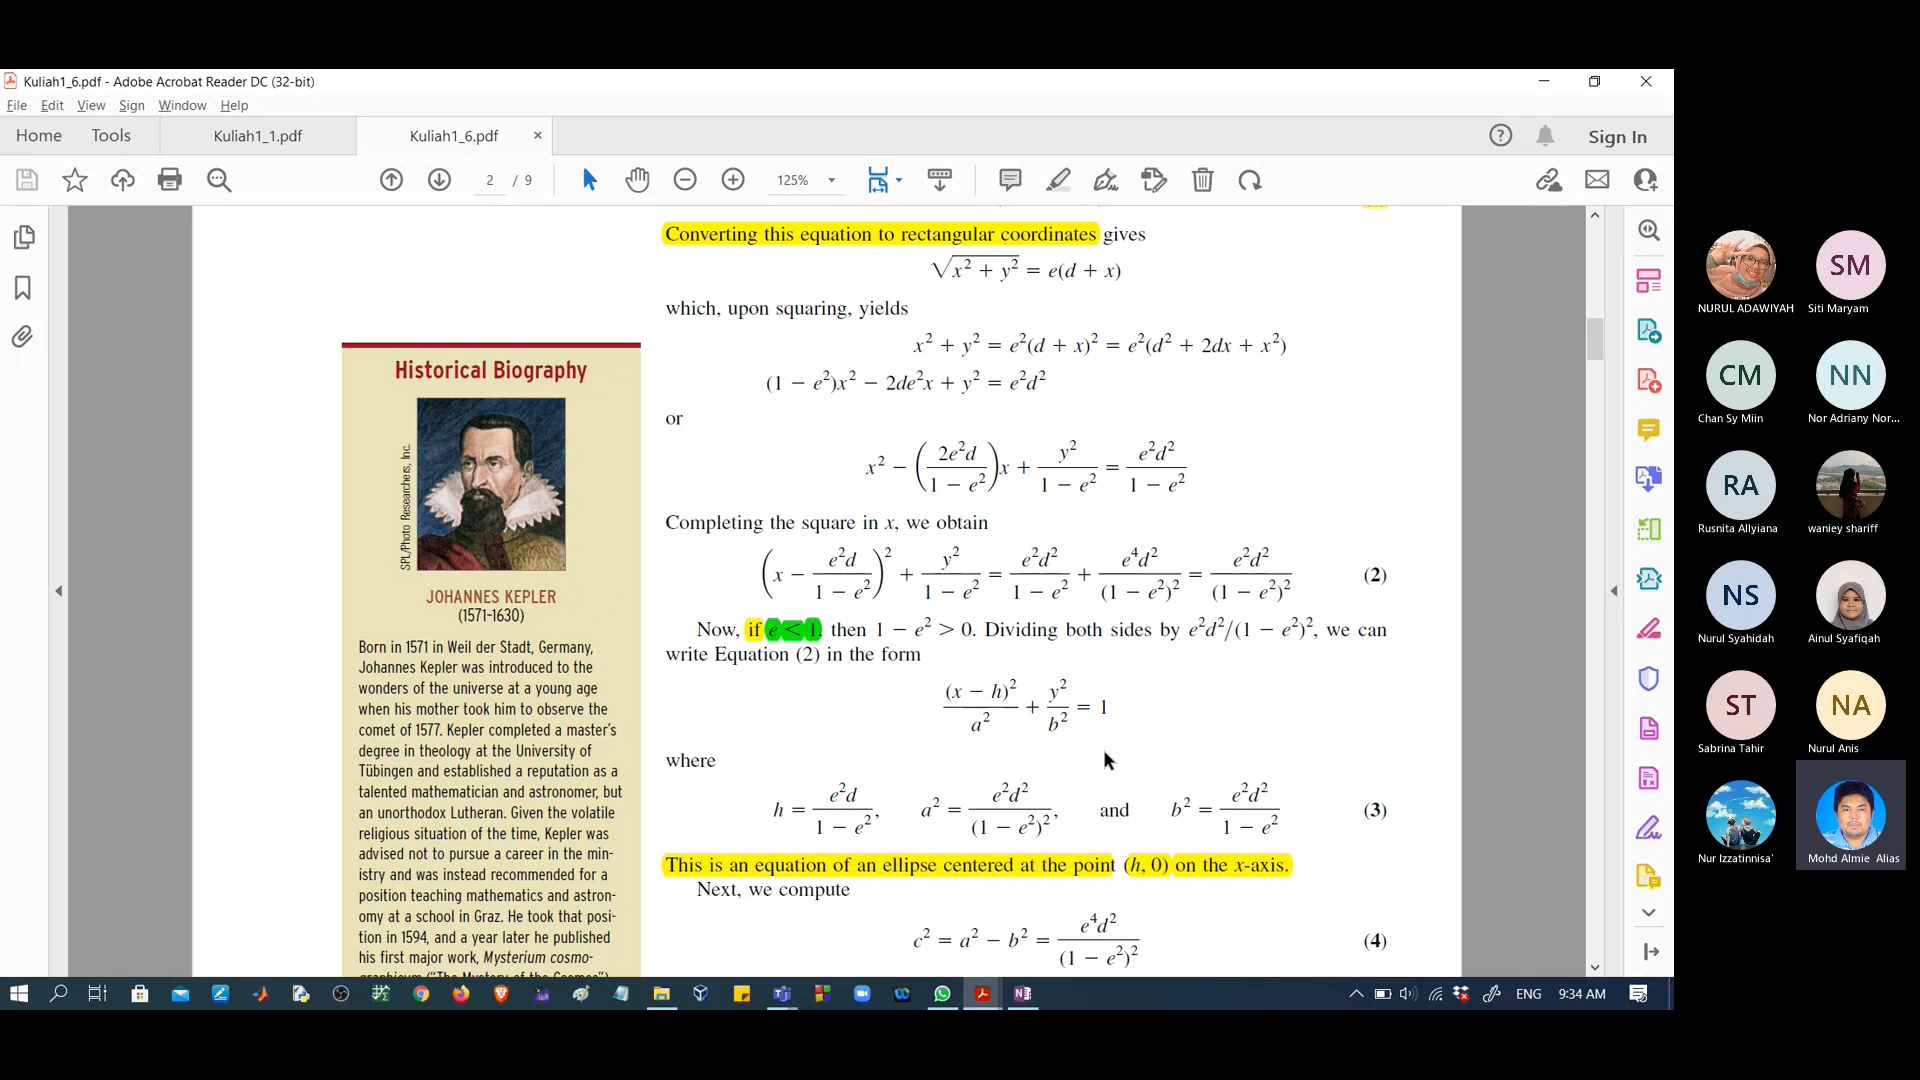 Kuliah1_6.pdf - Adobe Acrobat Reader DC (32-bit)
File Edit View Sign Window Help
Home Tools Kuliah1_1.pdf Kuliah1_6.pdf × Sign In
2 / 9 125%
Converting this equation to rectangular coordinates gives
√(x² + y²) = e(d + x)
which, upon squaring, yields
x² + y² = e²(d + x)² = e²(d² + 2dx + x²)
(1 − e²)x² − 2de²x + y² = e²d²
or
x² − (2e²d / (1 − e²))x + y² / (1 − e²) = e²d² / (1 − e²)
Completing the square in x, we obtain
(x − e²d / (1 − e²))² + y² / (1 − e²) = e²d² / (1 − e²) + e⁴d² / (1 − e²)² = e²d² / (1 − e²)² (2)
Now, if e < 1, then 1 − e² > 0. Dividing both sides by e²d²/(1 − e²)², we can
write Equation (2) in the form
(x − h)² / a² + y² / b² = 1
where
h = e²d / (1 − e²), a² = e²d² / (1 − e²)², and b² = e²d² / (1 − e²) (3)
This is an equation of an ellipse centered at the point (h, 0) on the x-axis.
Next, we compute
c² = a² − b² = e⁴d² / (1 − e²)² (4)
Historical Biography
SPL/Photo Researchers, Inc.
JOHANNES KEPLER
(1571-1630)
Born in 1571 in Weil der Stadt, Germany,
Johannes Kepler was introduced to the
wonders of the universe at a young age
when his mother took him to observe the
comet of 1577. Kepler completed a master's
degree in theology at the University of
Tübingen and established a reputation as a
talented mathematician and astronomer, but
an unorthodox Lutheran. Given the volatile
religious situation of the time, Kepler was
advised not to pursue a career in the min-
istry and was instead recommended for a
position teaching mathematics and astron-
omy at a school in Graz. He took that posi-
tion in 1594, and a year later he published
his first major work, Mysterium cosmo-
graphicum ("The Mystery of the Cosmos")
NURUL ADAWIYAH
SM
Siti Maryam
CM
Chan Sy Miin
NN
Nor Adriany Nor...
RA
Rusnita Allyiana
waniey shariff
NS
Nurul Syahidah
Ainul Syafiqah
ST
Sabrina Tahir
NA
Nurul Anis
Nur Izzatinnisa'
Mohd Almie Alias
ENG 9:34 AM